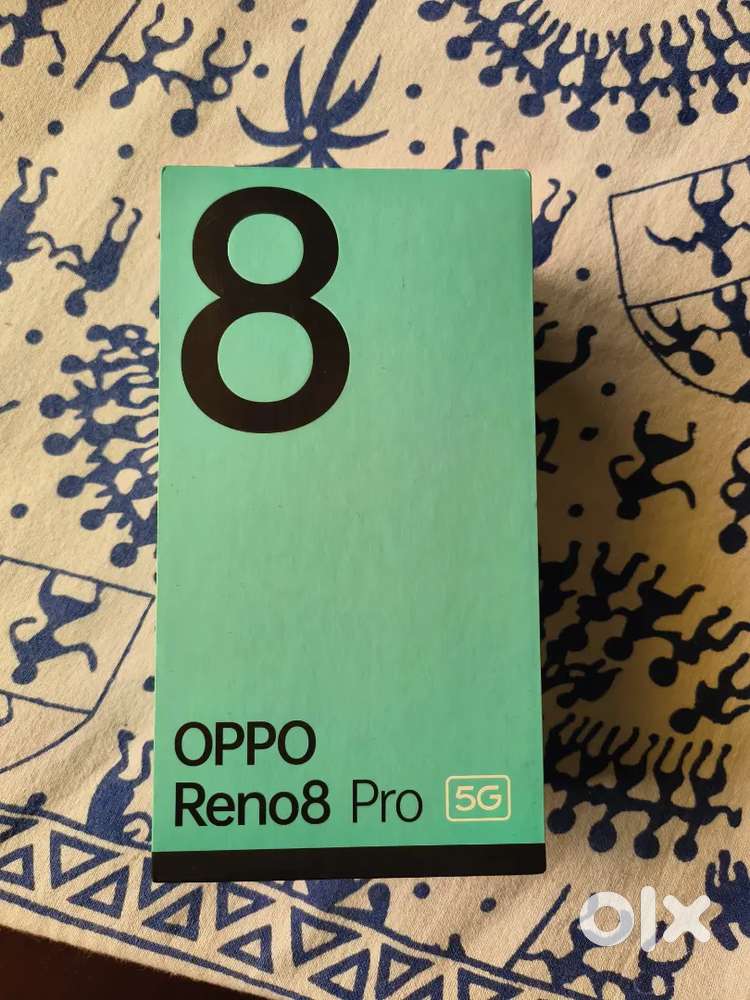 8
OPPO
Reno8 Pro 5G
olx